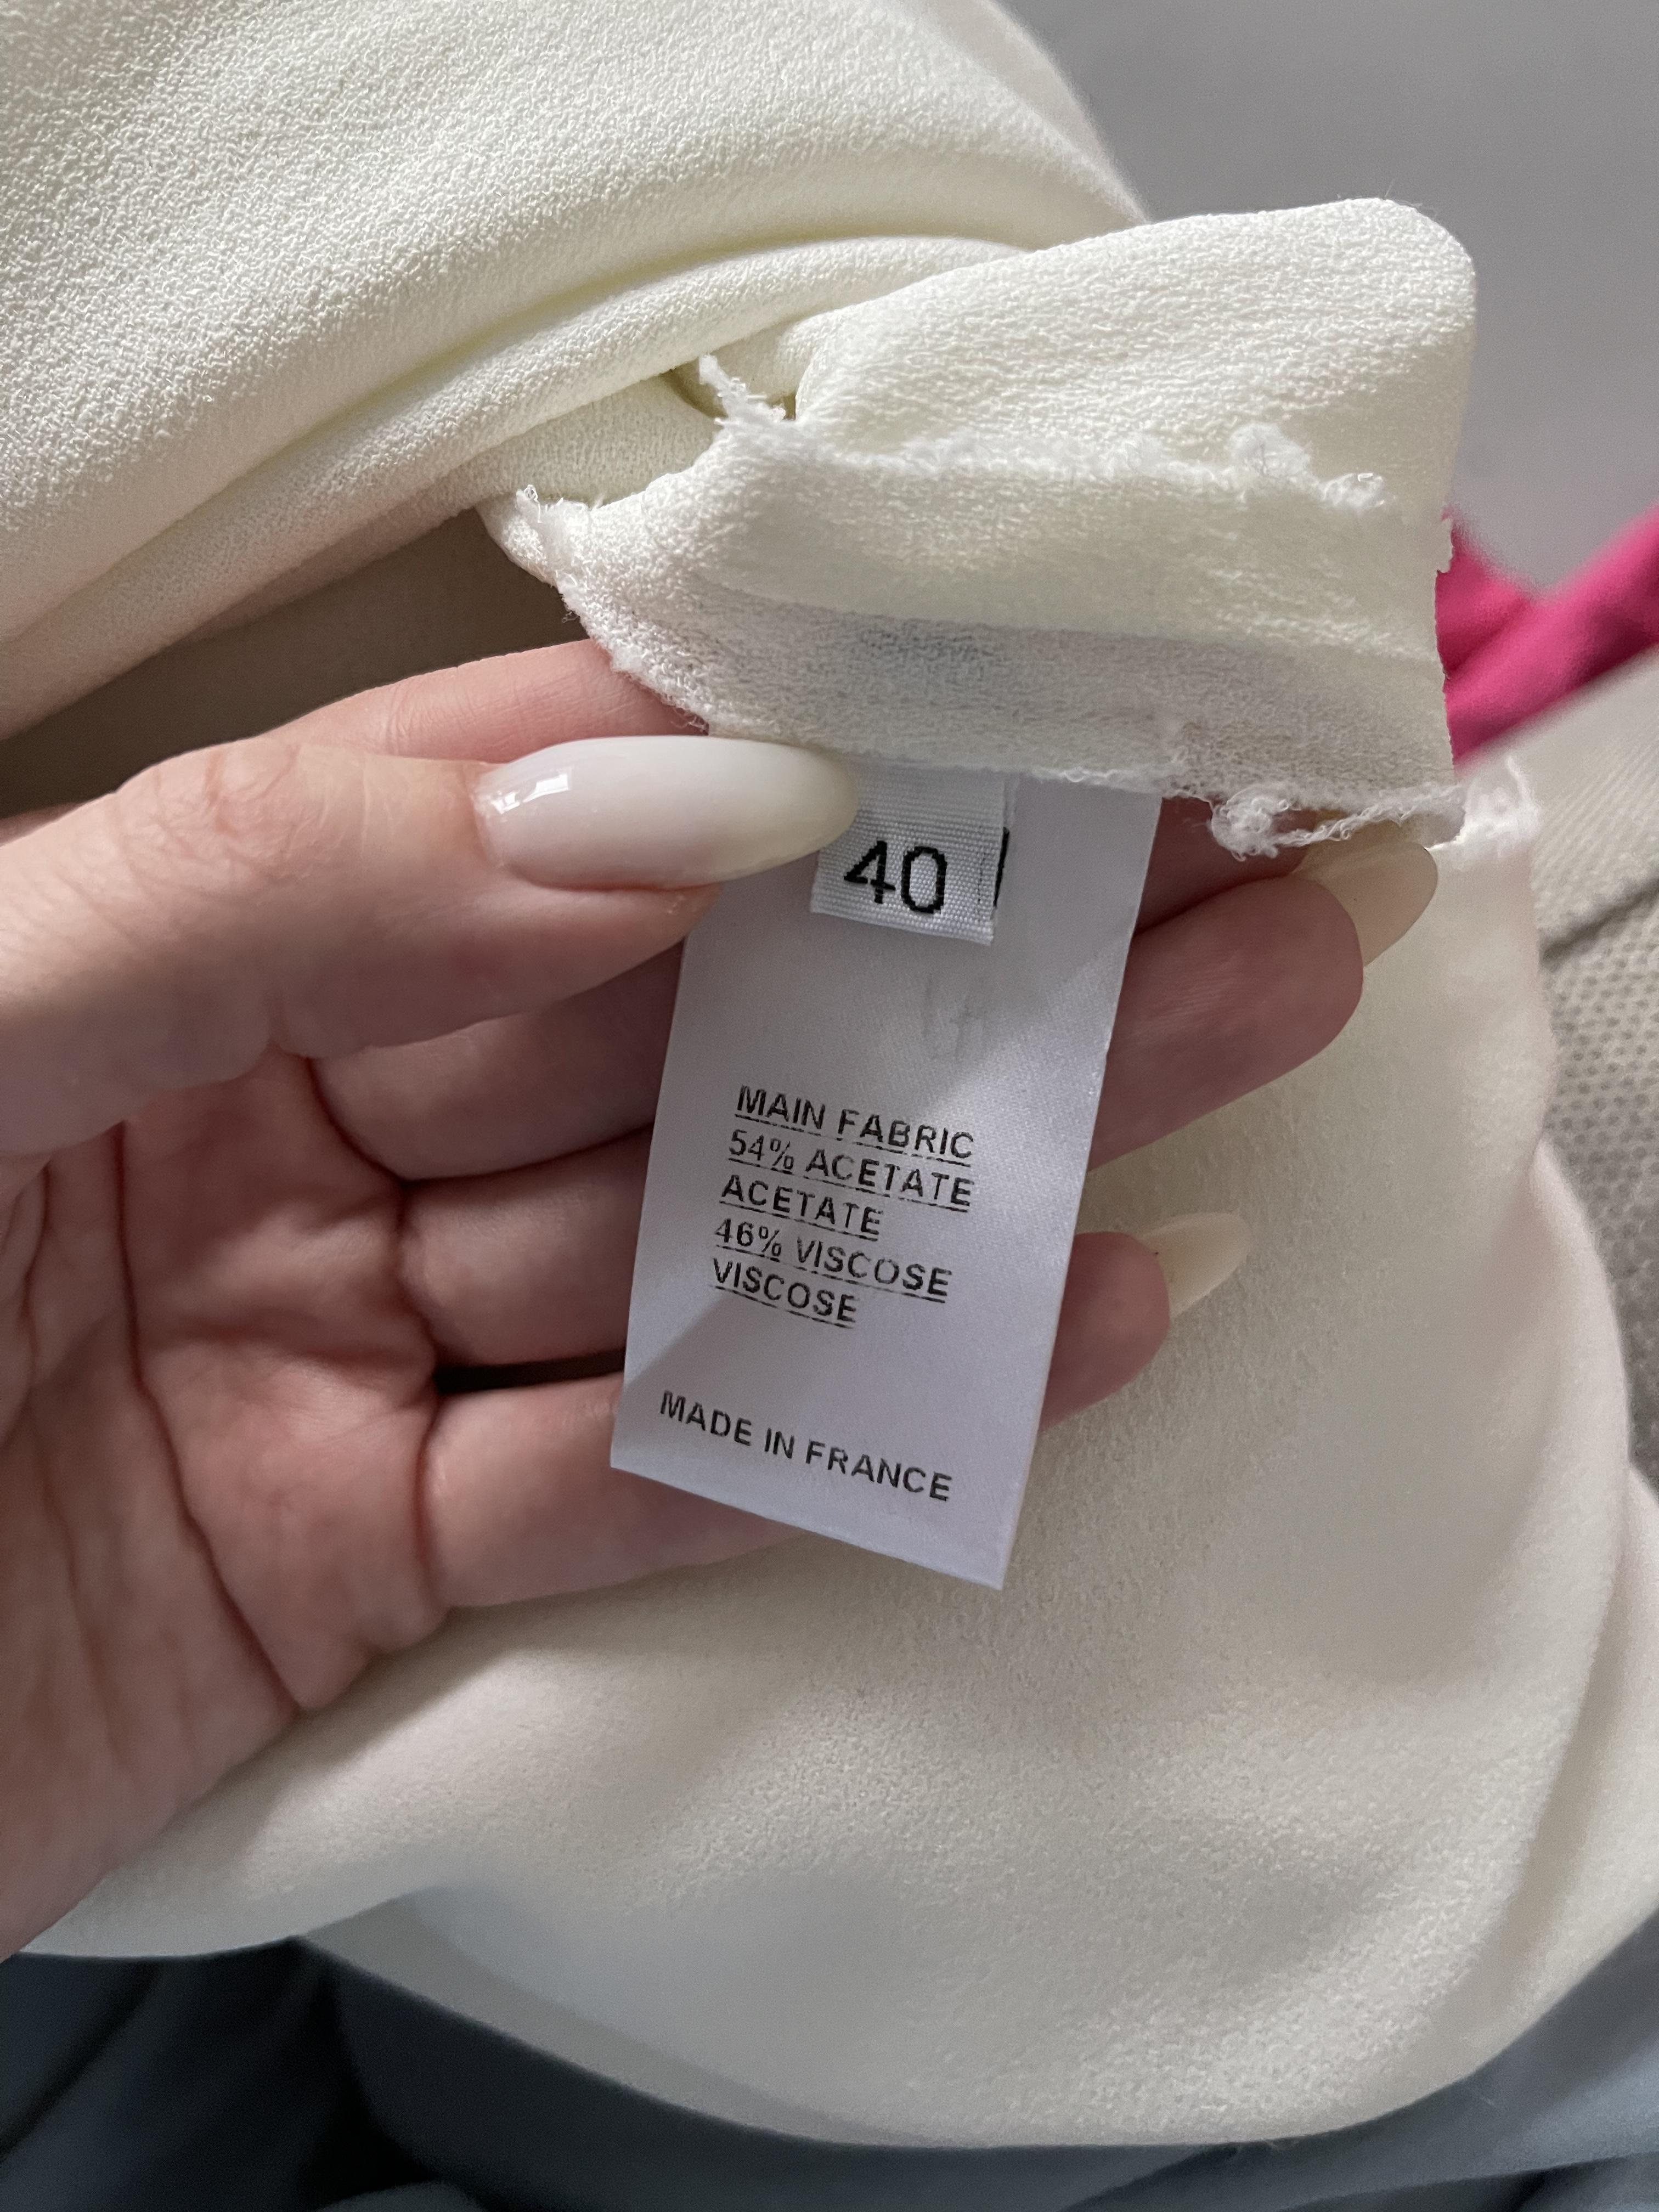 40
MAIN FABRIC
54% ACETATE
ACETATE
46% VISCOSE
VISCOSE
MADE IN FRANCE